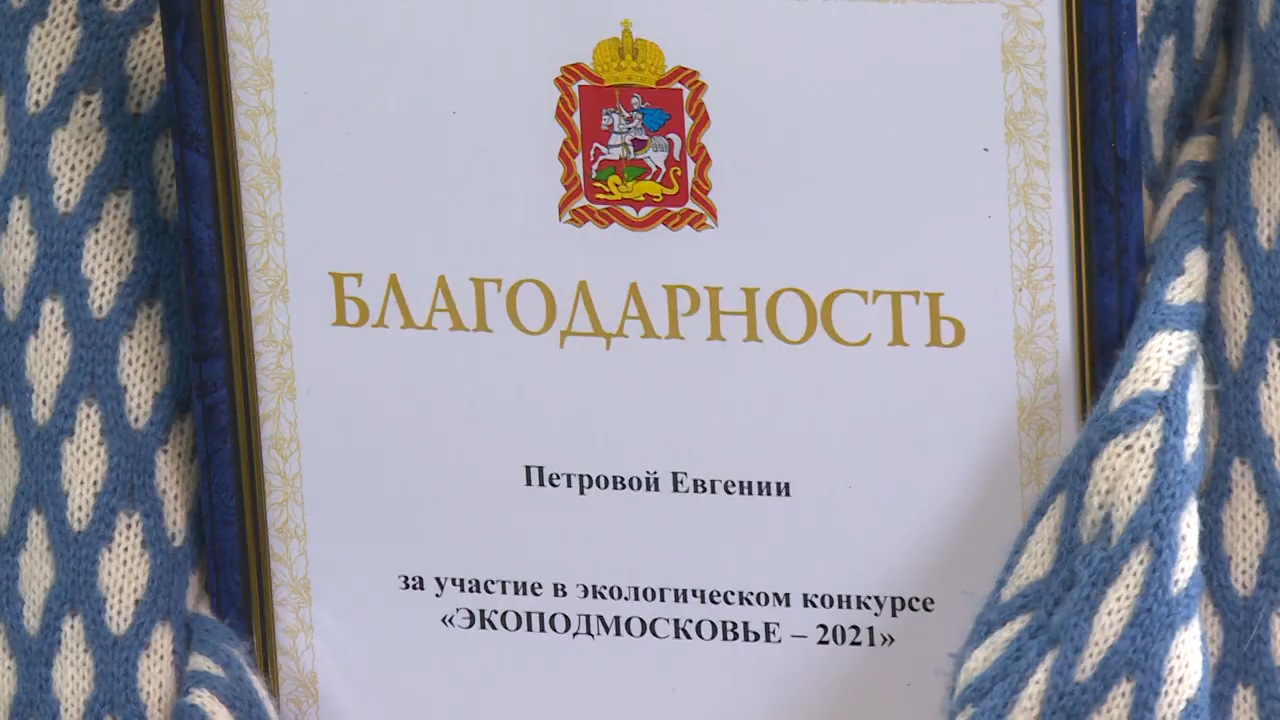 БЛАГОДАРНОСТЬ
Петровой Евгении
за участие в экологическом конкурсе
«ЭКОПОДМОСКОВЬЕ – 2021»